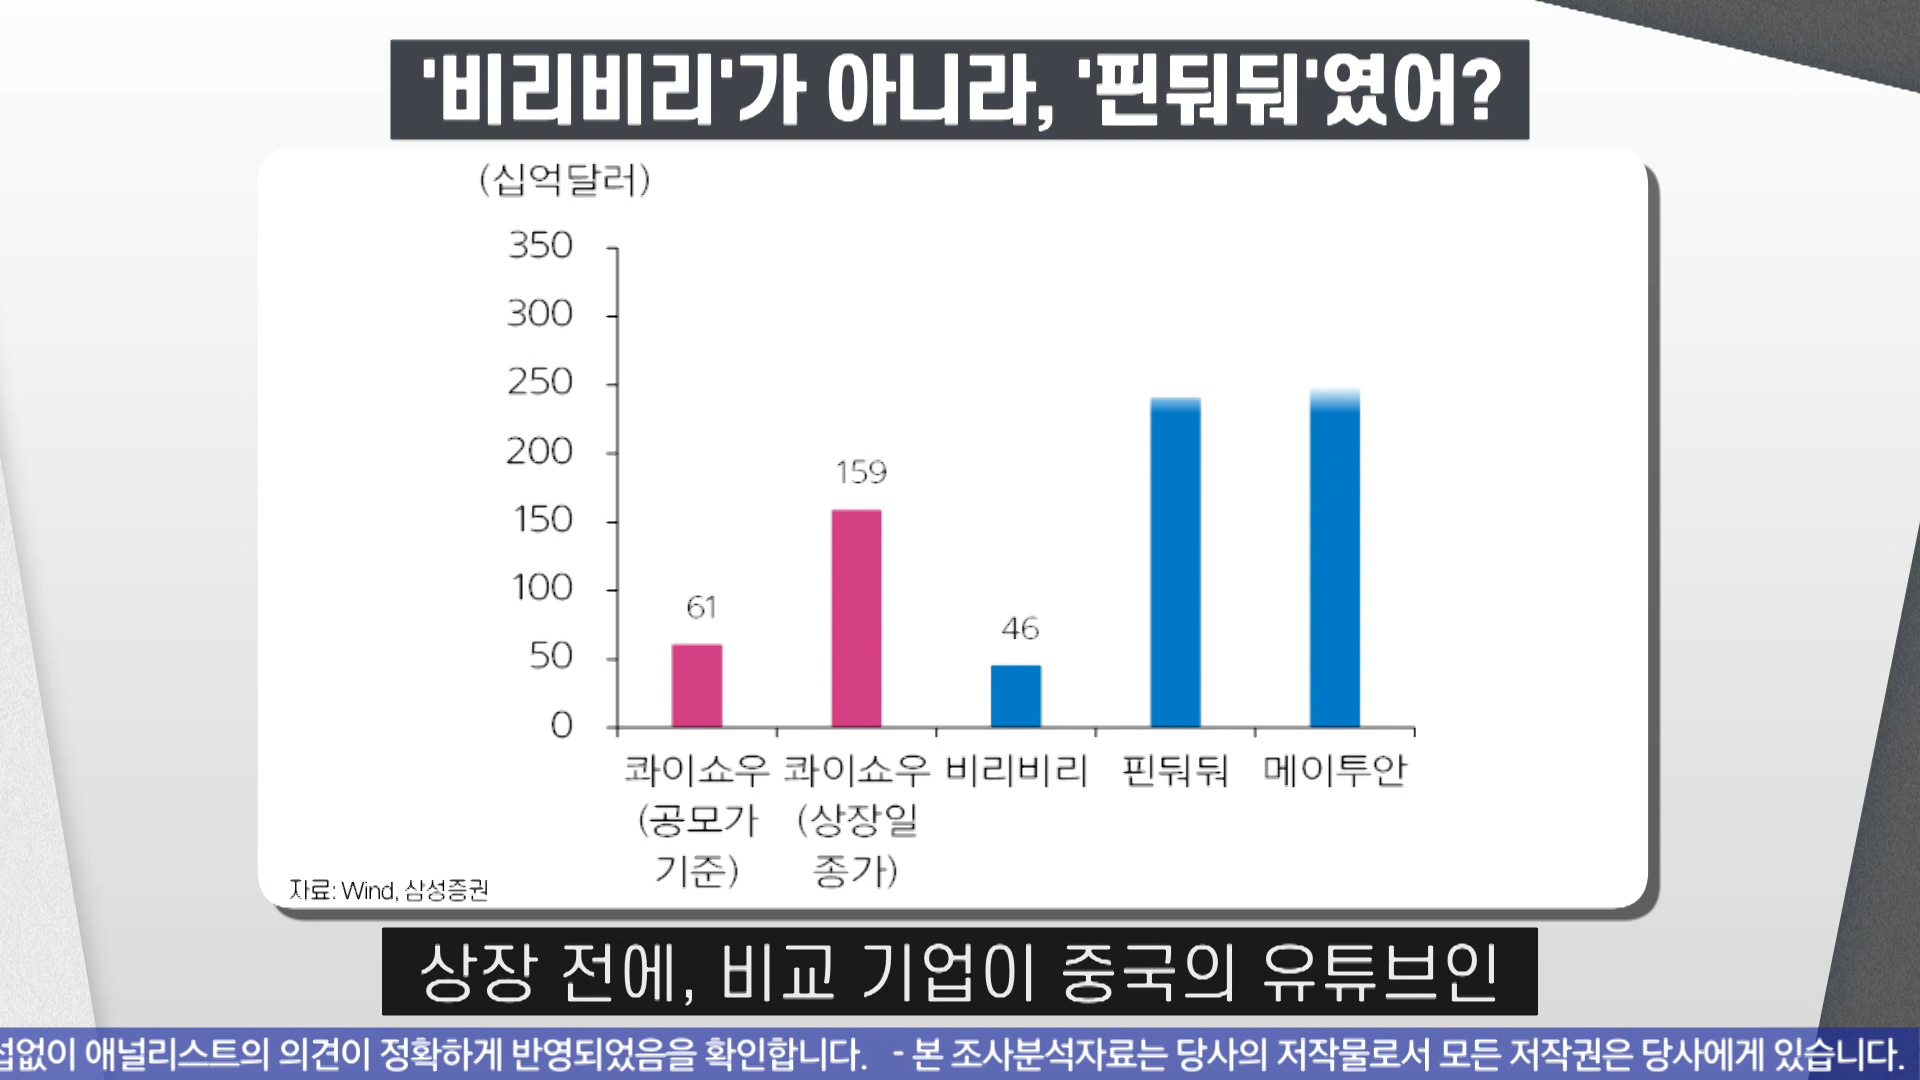 '비리비리'가 아니라, '핀둬둬'였어?
(십억달러)
350
300
250
200
150
100
50
0
61
159
46
콰이쇼우 콰이쇼우 비리비리 핀둬둬 메이투안
(공모가 (상장일
기준) 종가)
자료: Wind, 삼성증권
상장 전에, 비교 기업이 중국의 유튜브인
없이 애널리스트의 의견이 정확하게 반영되었음을 확인합니다. - 본 조사분석자료는 당사의 저작물로서 모든 저작권은 당사에게 있습니다.